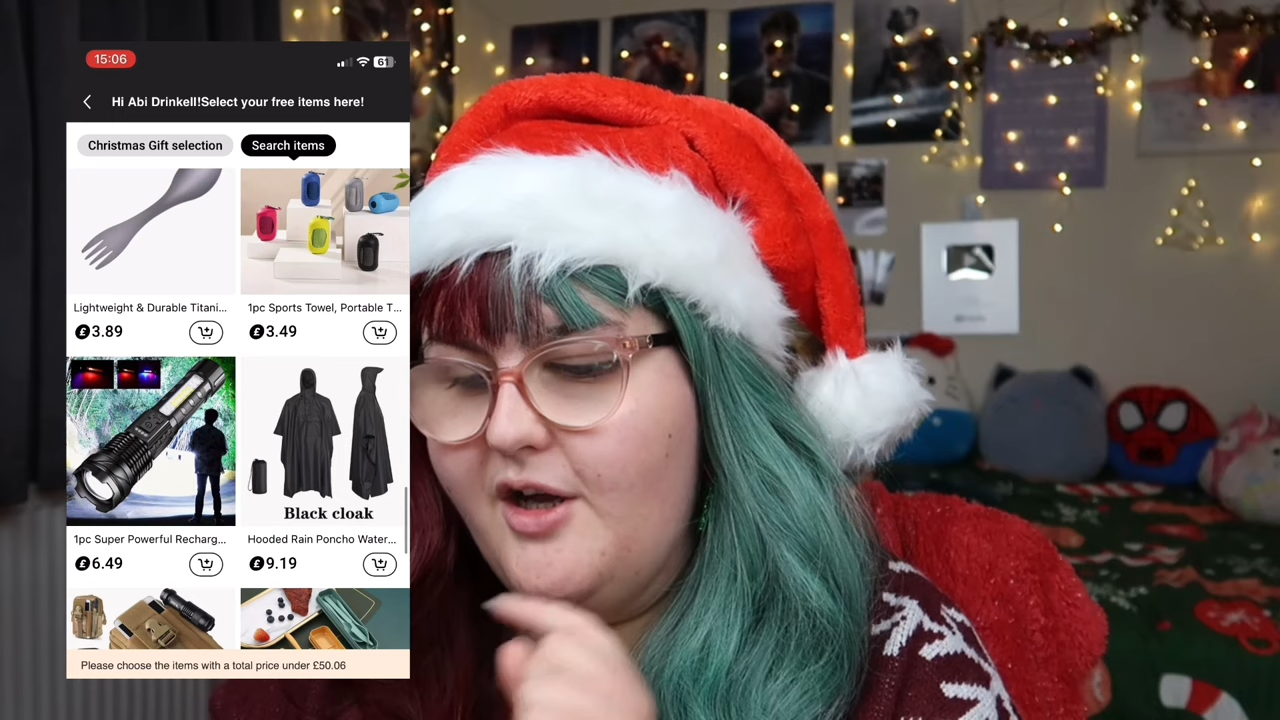 15:06
61
Hi Abi Drinkell!Select your free items here!
Christmas Gift selection
Search items
Lightweight & Durable Titani...
1pc Sports Towel, Portable T...
£3.89
£3.49
Black cloak
1pc Super Powerful Recharg...
Hooded Rain Poncho Water...
£6.49
£9.19
Please choose the items with a total price under £50.06